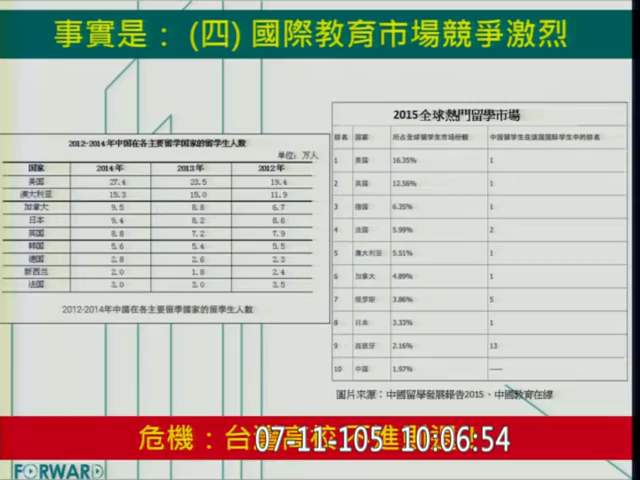 事實是： (四) 國際教育市場競爭激烈
2012-2014年中国在各主要留学国家的留学生人数
单位: 万人
国家 2014年 2013年 2012年
美国 27.4 23.5 19.4
澳大利亚 15.3 15.0 11.9
加拿大 9.5 8.8 6.7
日本 9.4 8.2 8.6
英国 8.8 7.2 7.9
韩国 5.6 5.4 5.5
德国 2.8 2.6 2.3
新西兰 2.0 1.8 2.4
法国 3.0 3.0 3.5
2012-2014年中國在各主要留學國家的留學生人數
2015全球熱門留學市場
排名 国家 所占全球留学生市场份额 中国留学生在该国国际学生中的排名
1 美国 16.35% 1
2 英国 12.56% 1
3 德国 6.35% 1
4 法国 5.99% 2
5 澳大利亚 5.51% 1
6 加拿大 4.89% 1
7 俄罗斯 3.86% 5
8 日本 3.33% 1
9 西班牙 2.16% 13
10 中国 1.97% ——
圖片來源：中國留學發展報告2015、中國教育在線
危機：台灣高校
07-11-105 10:06:54
FORWARD